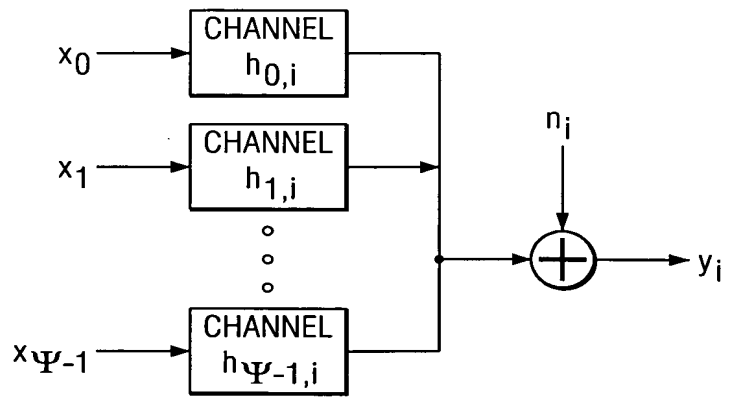 x0
CHANNEL
h0,i
x1
CHANNEL
h1,i
ni
yi
xΨ-1
CHANNEL
hΨ-1,i